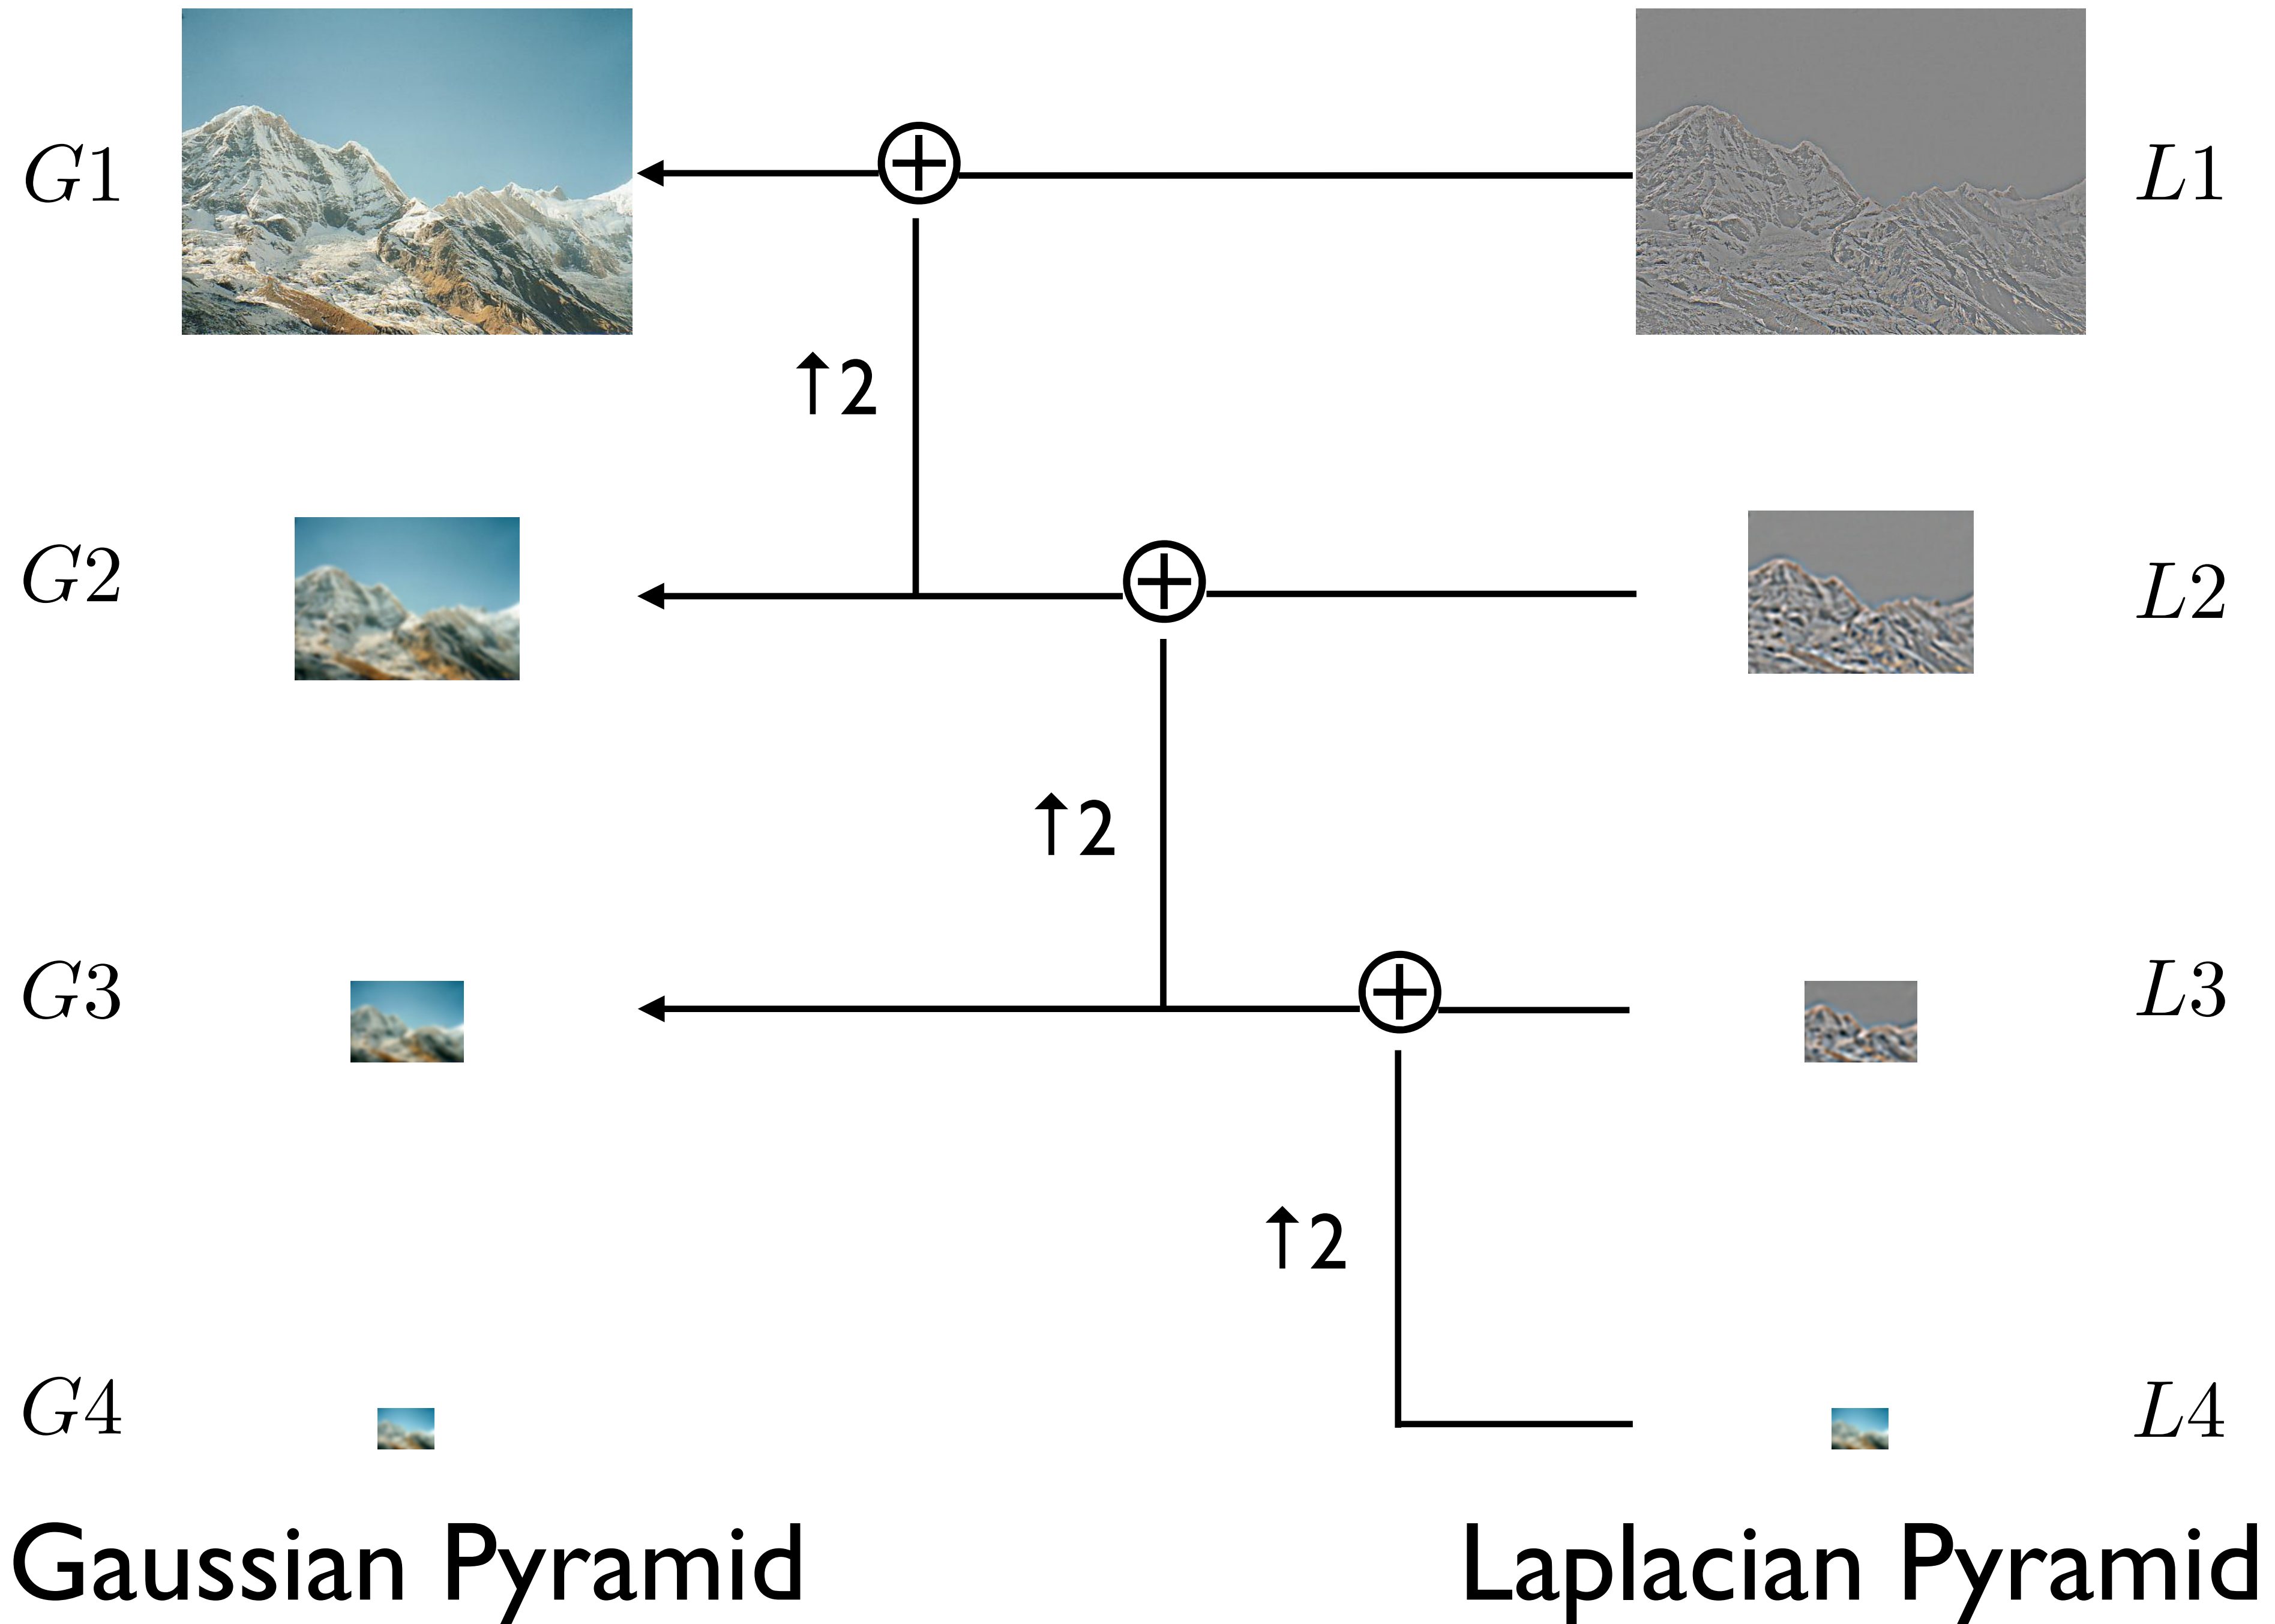 G1
L1
↑2
G2
L2
↑2
G3
L3
↑2
G4
L4
Gaussian Pyramid
Laplacian Pyramid